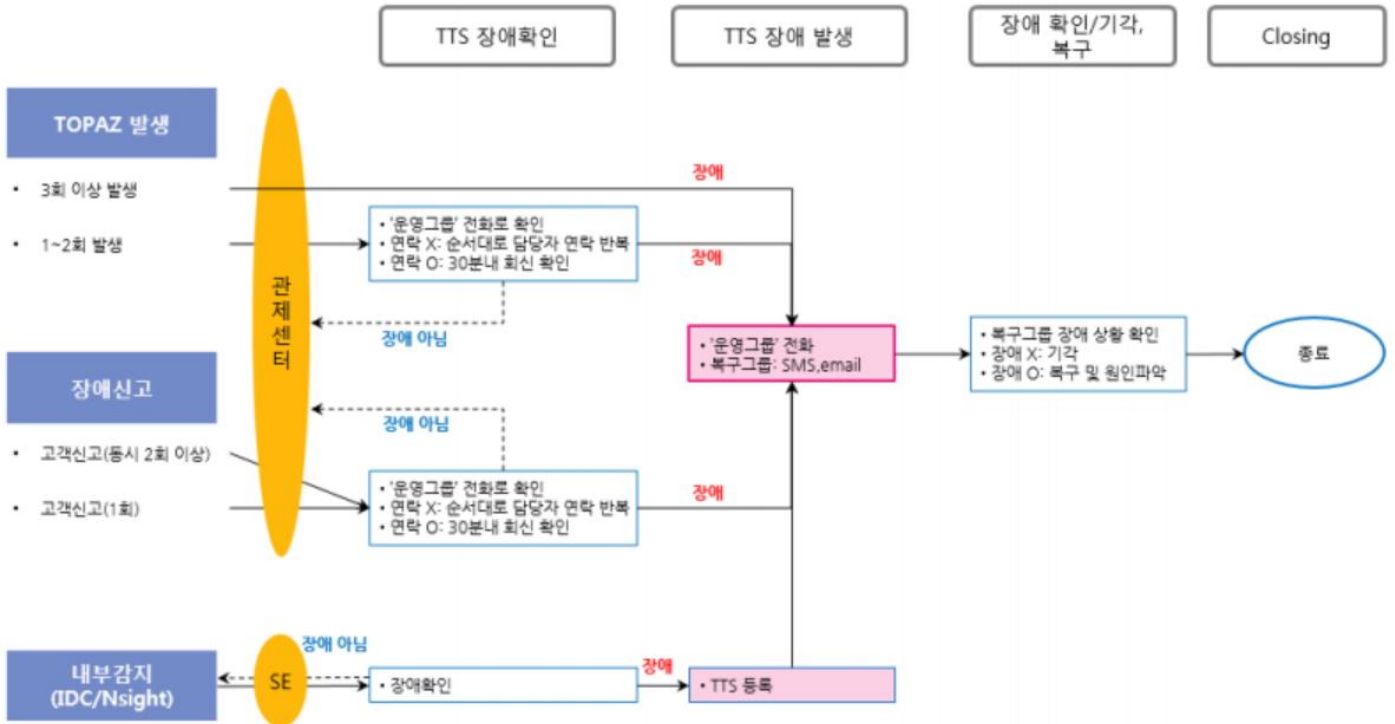 TTS 장애확인
TTS 장애 발생
장애 확인/기각,
복구
Closing
TOPAZ 발생
• 3회 이상 발생
• 1~2회 발생
관
제
센
터
• '운영그룹' 전화로 확인
• 연락 X: 순서대로 담당자 연락 반복
• 연락 O: 30분내 회신 확인
장애
장애
장애 아님
• '운영그룹' 전화
• 복구그룹: SMS,email
• 복구그룹 장애 상황 확인
• 장애 X: 기각
• 장애 O: 복구 및 원인파악
종료
장애신고
• 고객신고(동시 2회 이상)
• 고객신고(1회)
장애 아님
• '운영그룹' 전화로 확인
• 연락 X: 순서대로 담당자 연락 반복
• 연락 O: 30분내 회신 확인
장애
내부감지
(IDC/Nsight)
SE
장애 아님
• 장애확인
장애
• TTS 등록